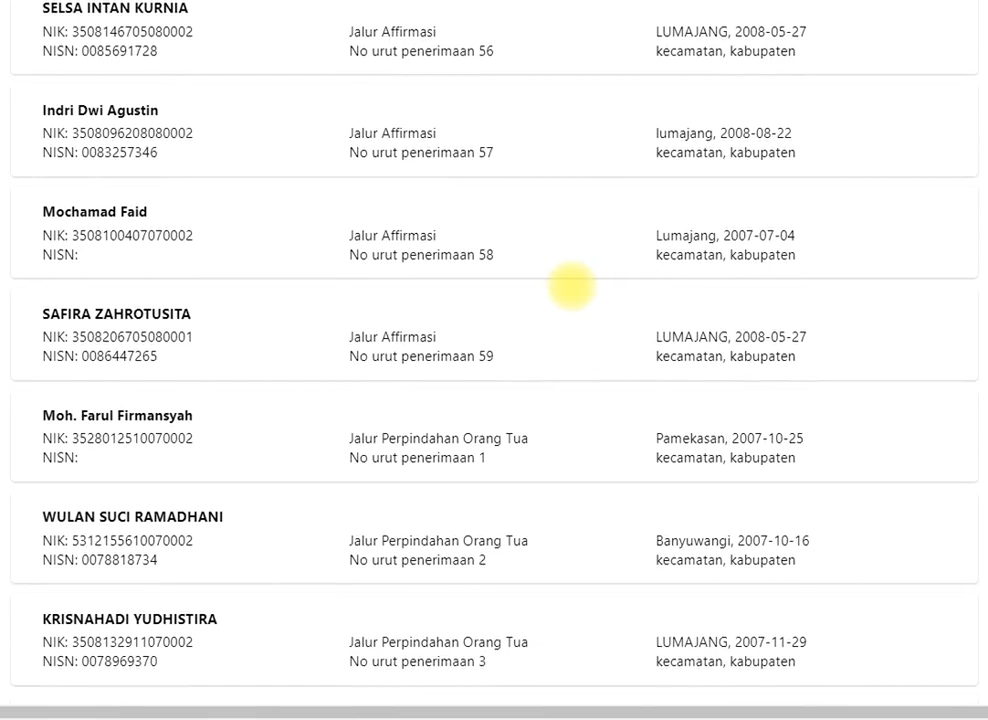 SELSA INTAN KURNIA
NIK: 3508146705080002
Jalur Affirmasi
LUMAJANG, 2008-05-27
NISN: 0085691728
No urut penerimaan 56
kecamatan, kabupaten
Indri Dwi Agustin
NIK: 3508096208080002
Jalur Affirmasi
lumajang, 2008-08-22
NISN: 0083257346
No urut penerimaan 57
kecamatan, kabupaten
Mochamad Faid
NIK: 3508100407070002
Jalur Affirmasi
Lumajang, 2007-07-04
NISN:
No urut penerimaan 58
kecamatan, kabupaten
SAFIRA ZAHROTUSITA
NIK: 3508206705080001
Jalur Affirmasi
LUMAJANG, 2008-05-27
NISN: 0086447265
No urut penerimaan 59
kecamatan, kabupaten
Moh. Farul Firmansyah
NIK: 3528012510070002
Jalur Perpindahan Orang Tua
Pamekasan, 2007-10-25
NISN:
No urut penerimaan 1
kecamatan, kabupaten
WULAN SUCI RAMADHANI
NIK: 5312155610070002
Jalur Perpindahan Orang Tua
Banyuwangi, 2007-10-16
NISN: 0078818734
No urut penerimaan 2
kecamatan, kabupaten
KRISNAHADI YUDHISTIRA
NIK: 3508132911070002
Jalur Perpindahan Orang Tua
LUMAJANG, 2007-11-29
NISN: 0078969370
No urut penerimaan 3
kecamatan, kabupaten